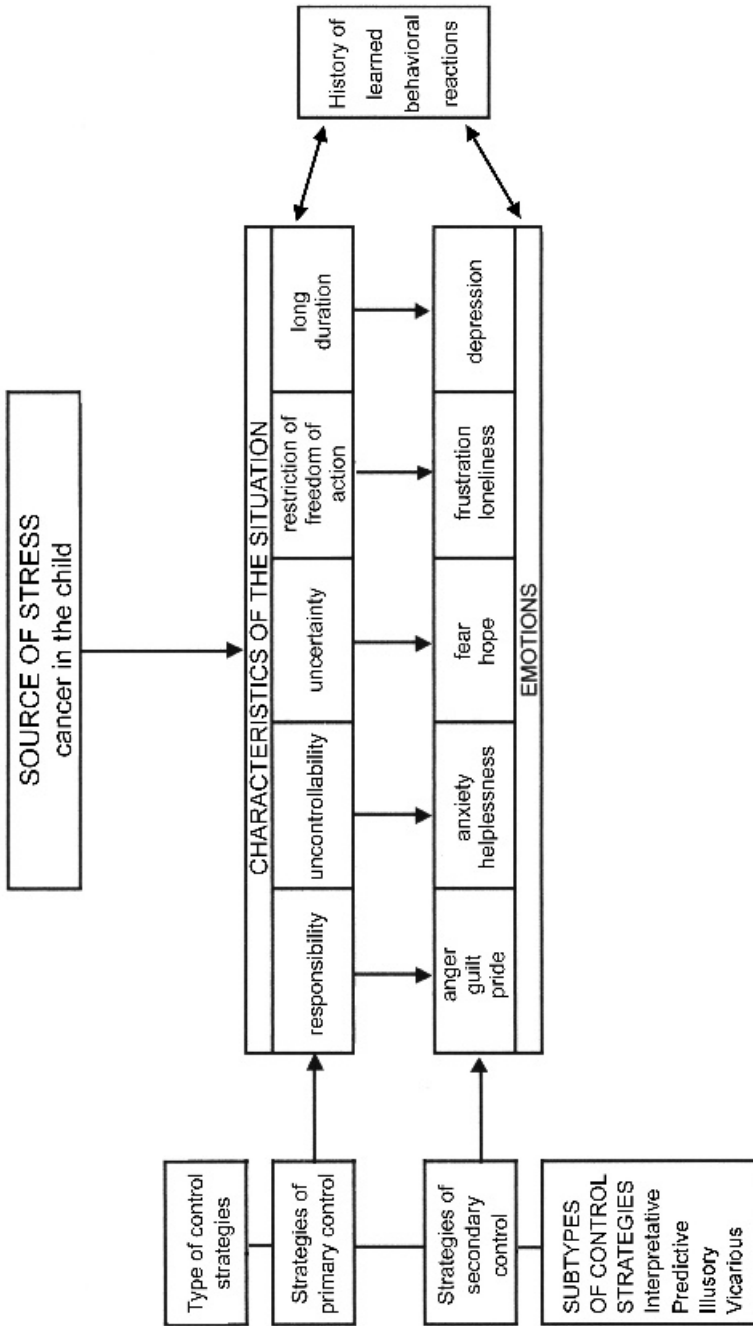 SOURCE OF STRESS
cancer in the child
Type of control
strategies
CHARACTERISTICS OF THE SITUATION
Strategies of
primary control
responsibility
uncontrollability
uncertainty
restriction of
freedom of
action
long
duration
History of
learned
behavioral
reactions
Strategies of
secondary
control
anger
guilt
pride
anxiety
helplessness
fear
hope
frustration
loneliness
depression
EMOTIONS
SUBTYPES
OF CONTROL
STRATEGIES
Interpretative
Predictive
Illusory
Vicarious